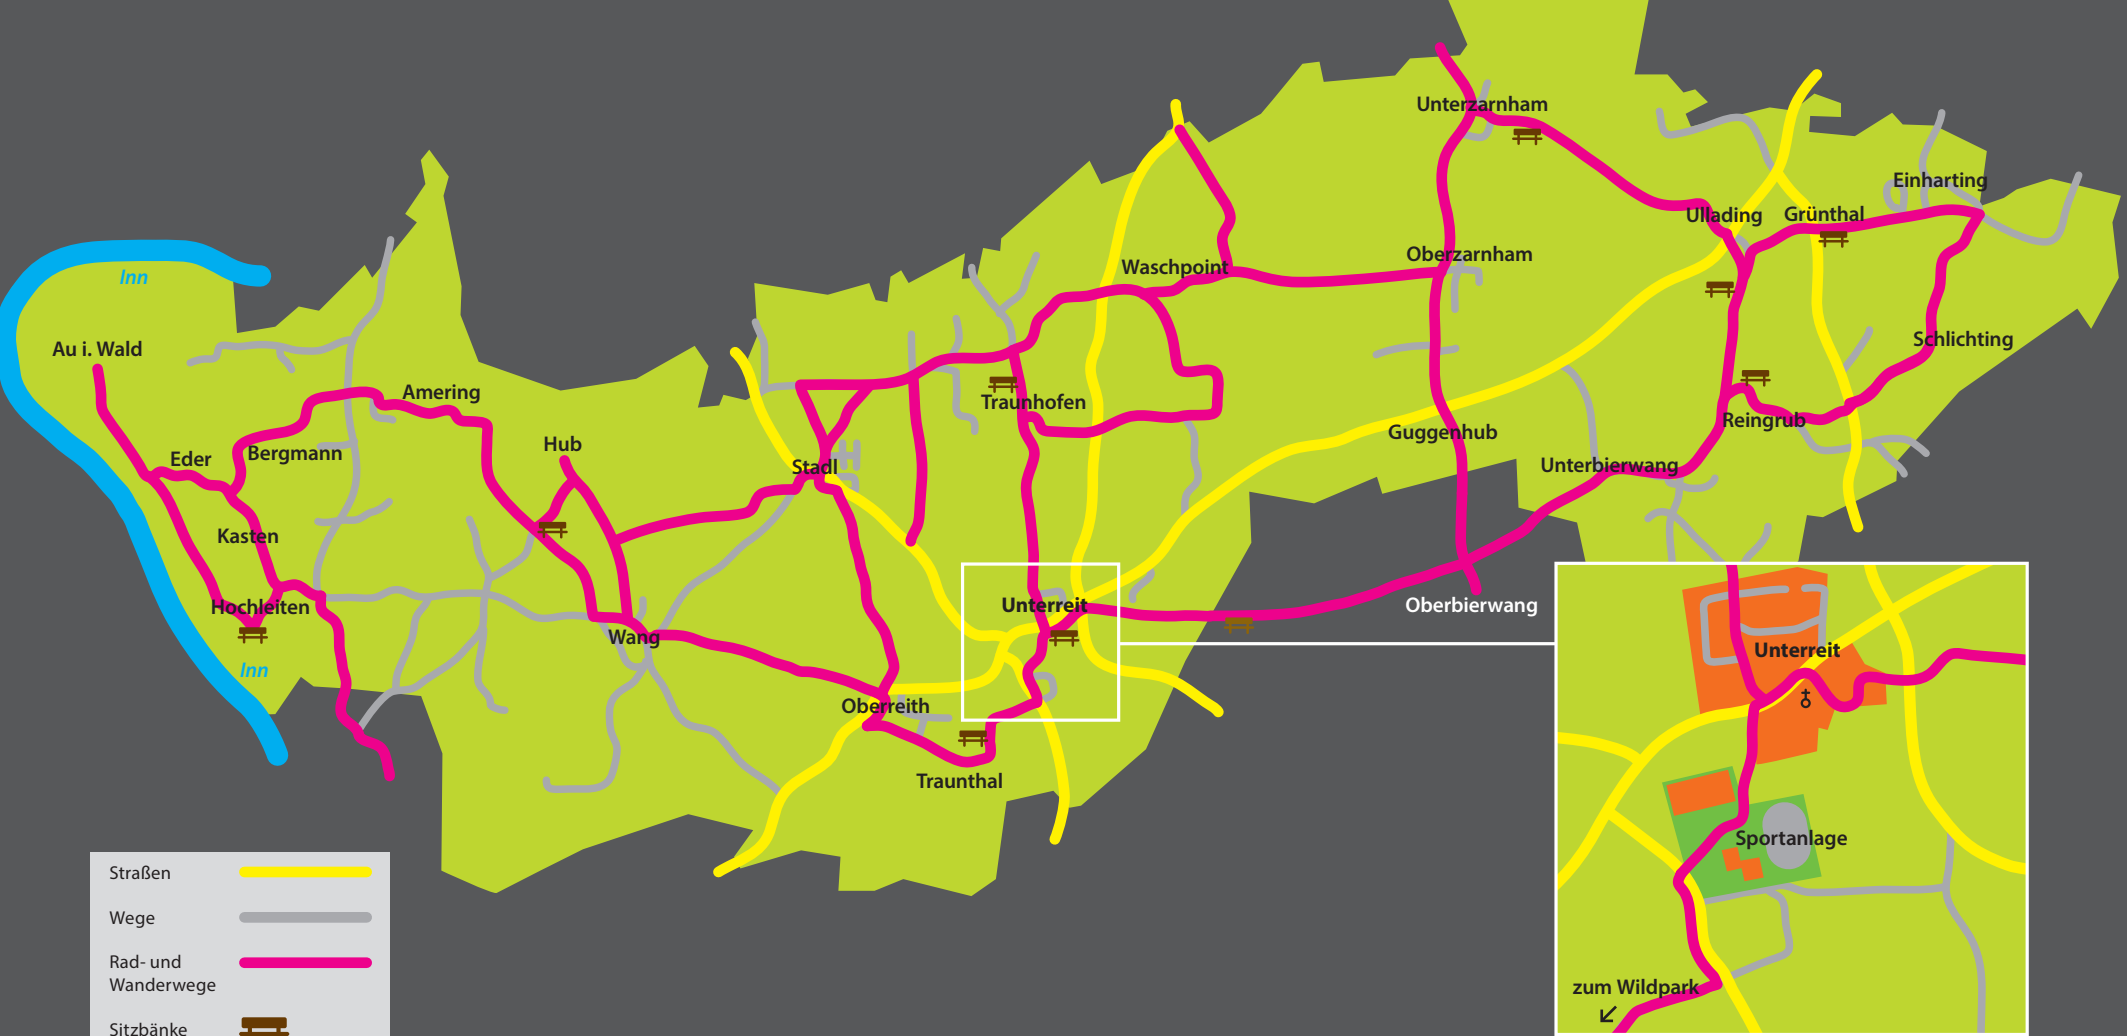 Unterzarnham
Einharting
Ullading
Grünthal
Oberzarnham
Waschpoint
Inn
Schlichting
Au i. Wald
Amering
Traunhofen
Reingrub
Guggenhub
Hub
Bergmann
Eder
Stadl
Unterbierwang
Kasten
Hochleiten
Unterreit
Oberbierwang
Wang
Inn
Oberreith
Traunthal
Unterreit
Sportanlage
zum Wildpark
Straßen
Wege
Rad- und
Wanderwege
Sitzbänke